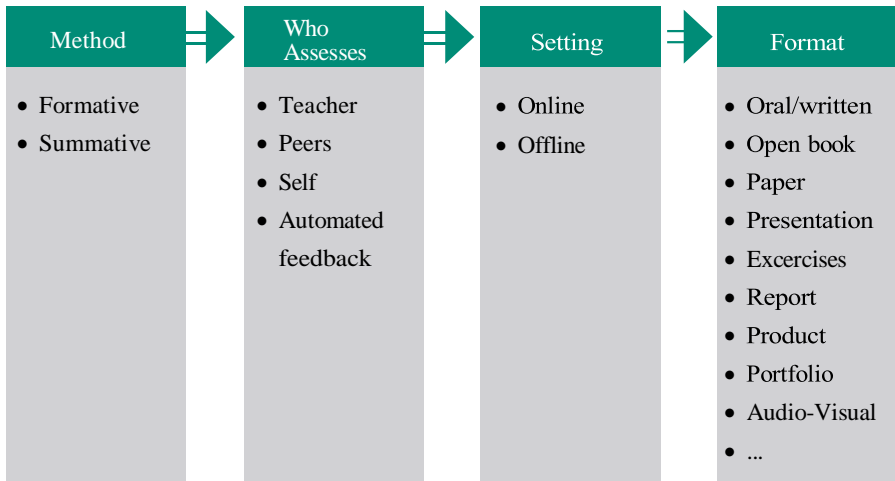 Method
• Formative
• Summative
Who
Assesses
• Teacher
• Peers
• Self
• Automated
feedback
Setting
• Online
• Offline
Format
• Oral/written
• Open book
• Paper
• Presentation
• Excercises
• Report
• Product
• Portfolio
• Audio-Visual
• ...